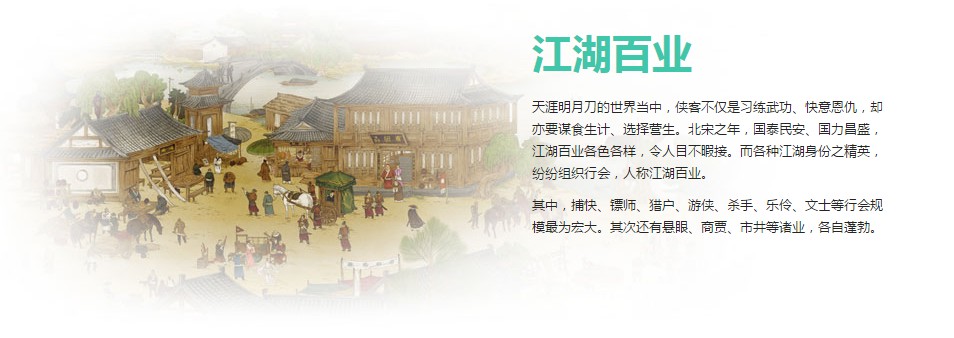 江湖百业
天涯明月刀的世界当中，侠客不仅是习练武功、快意恩仇，却
亦要谋食生计、选择营生。北宋之年，国泰民安、国力昌盛，
江湖百业各色各样，令人目不暇接。而各种江湖身份之精英，
纷纷组织行会，人称江湖百业。
其中，捕快、镖师、猎户、游侠、杀手、乐伶、文士等行会规
模最为宏大。其次还有悬眼、商贾、市井等诸业，各自蓬勃。